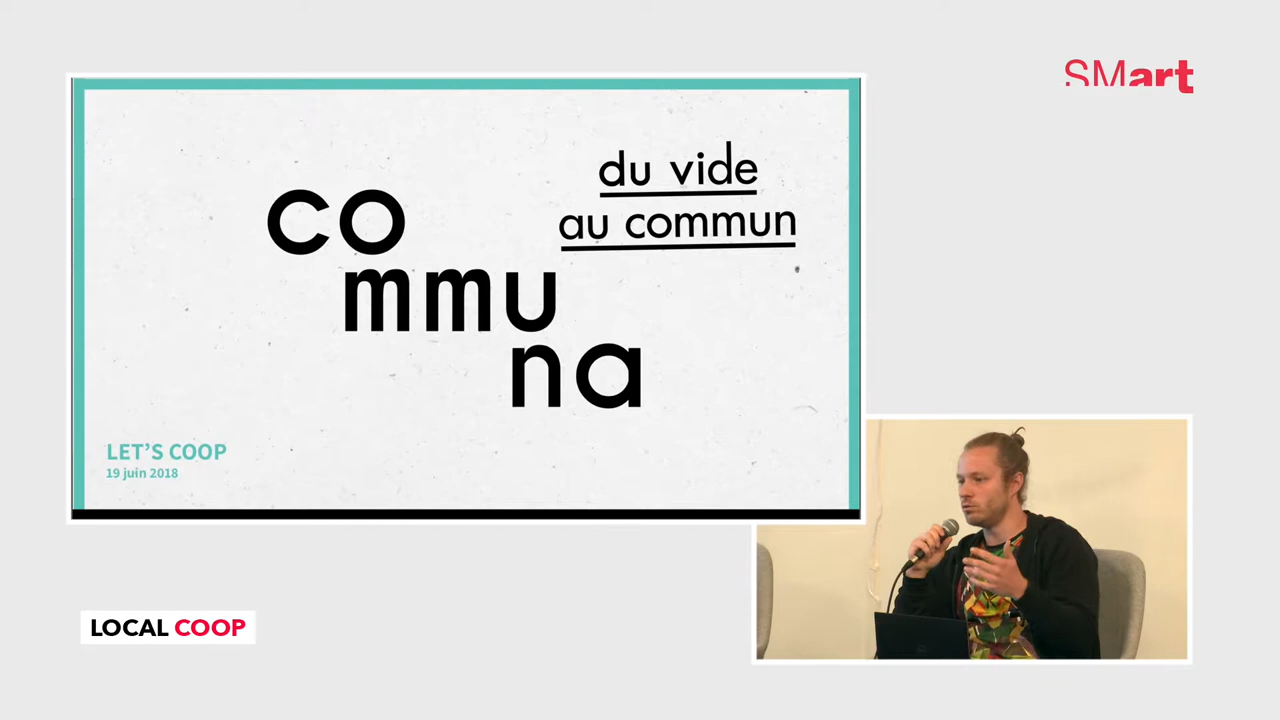 SMart
du vide
au commun
co
mmu
na
LET'S COOP
19 juin 2018
LOCAL COOP